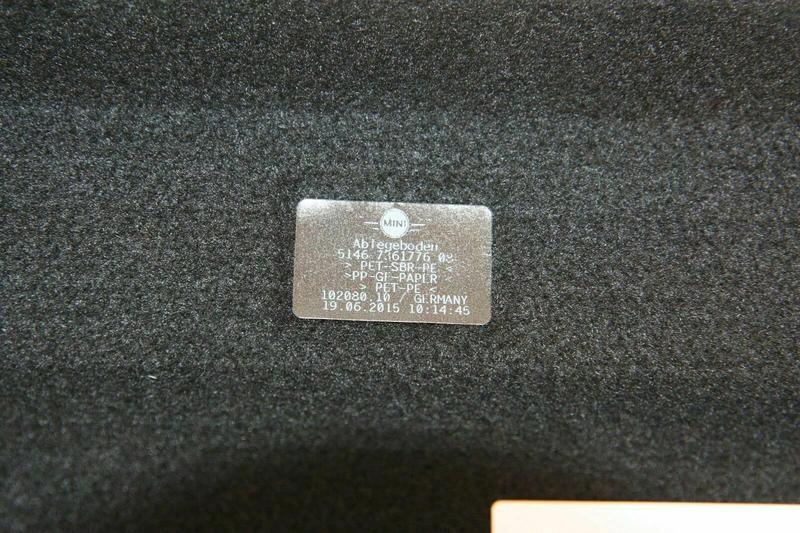 MINI
Ablegeboden
5146 7361776 08
> PET-SBR-PE <
>PP-GF-PAPER <
> PET-PE <
102080.10 / GERMANY
19.06.2015 10:14:45